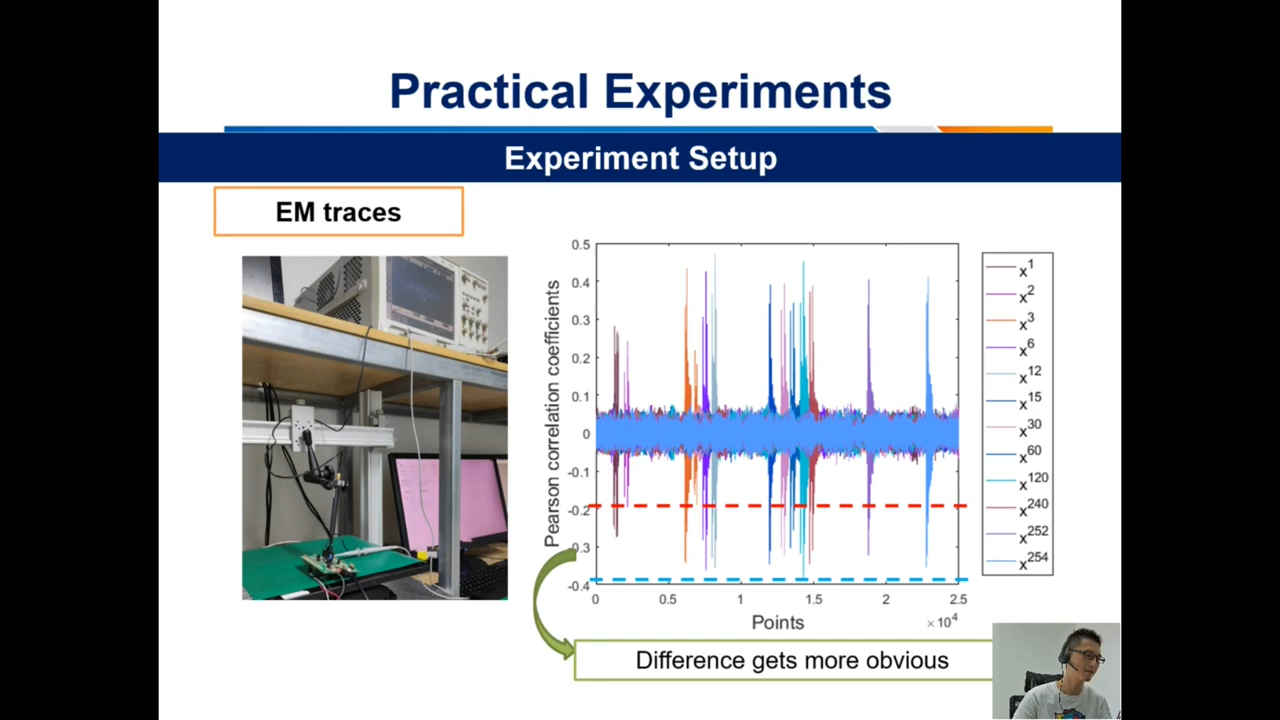 Practical Experiments
Experiment Setup
EM traces
Pearson correlation coefficients
0.5
0.4
0.3
0.2
0.1
0
-0.1
-0.2
-0.3
-0.4
0
0.5
1
1.5
2
2.5
× 10⁴
Points
x¹
x²
x³
x⁶
x¹²
x¹⁵
x³⁰
x⁶⁰
x¹²⁰
x²⁴⁰
x²⁵²
x²⁵⁴
Difference gets more obvious